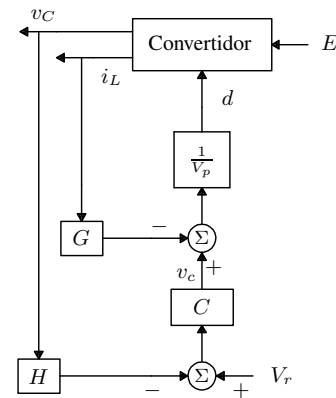 v_C
Convertidor
E
i_L
d
1/V_p
G
−
Σ
v_c
+
C
H
−
Σ
+
V_r